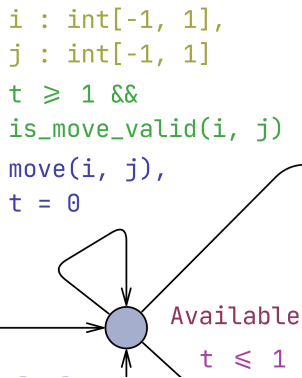 i : int[-1, 1],
j : int[-1, 1]
t ⩾ 1 &&
is_move_valid(i, j)
move(i, j),
t = 0
Available
t ⩽ 1